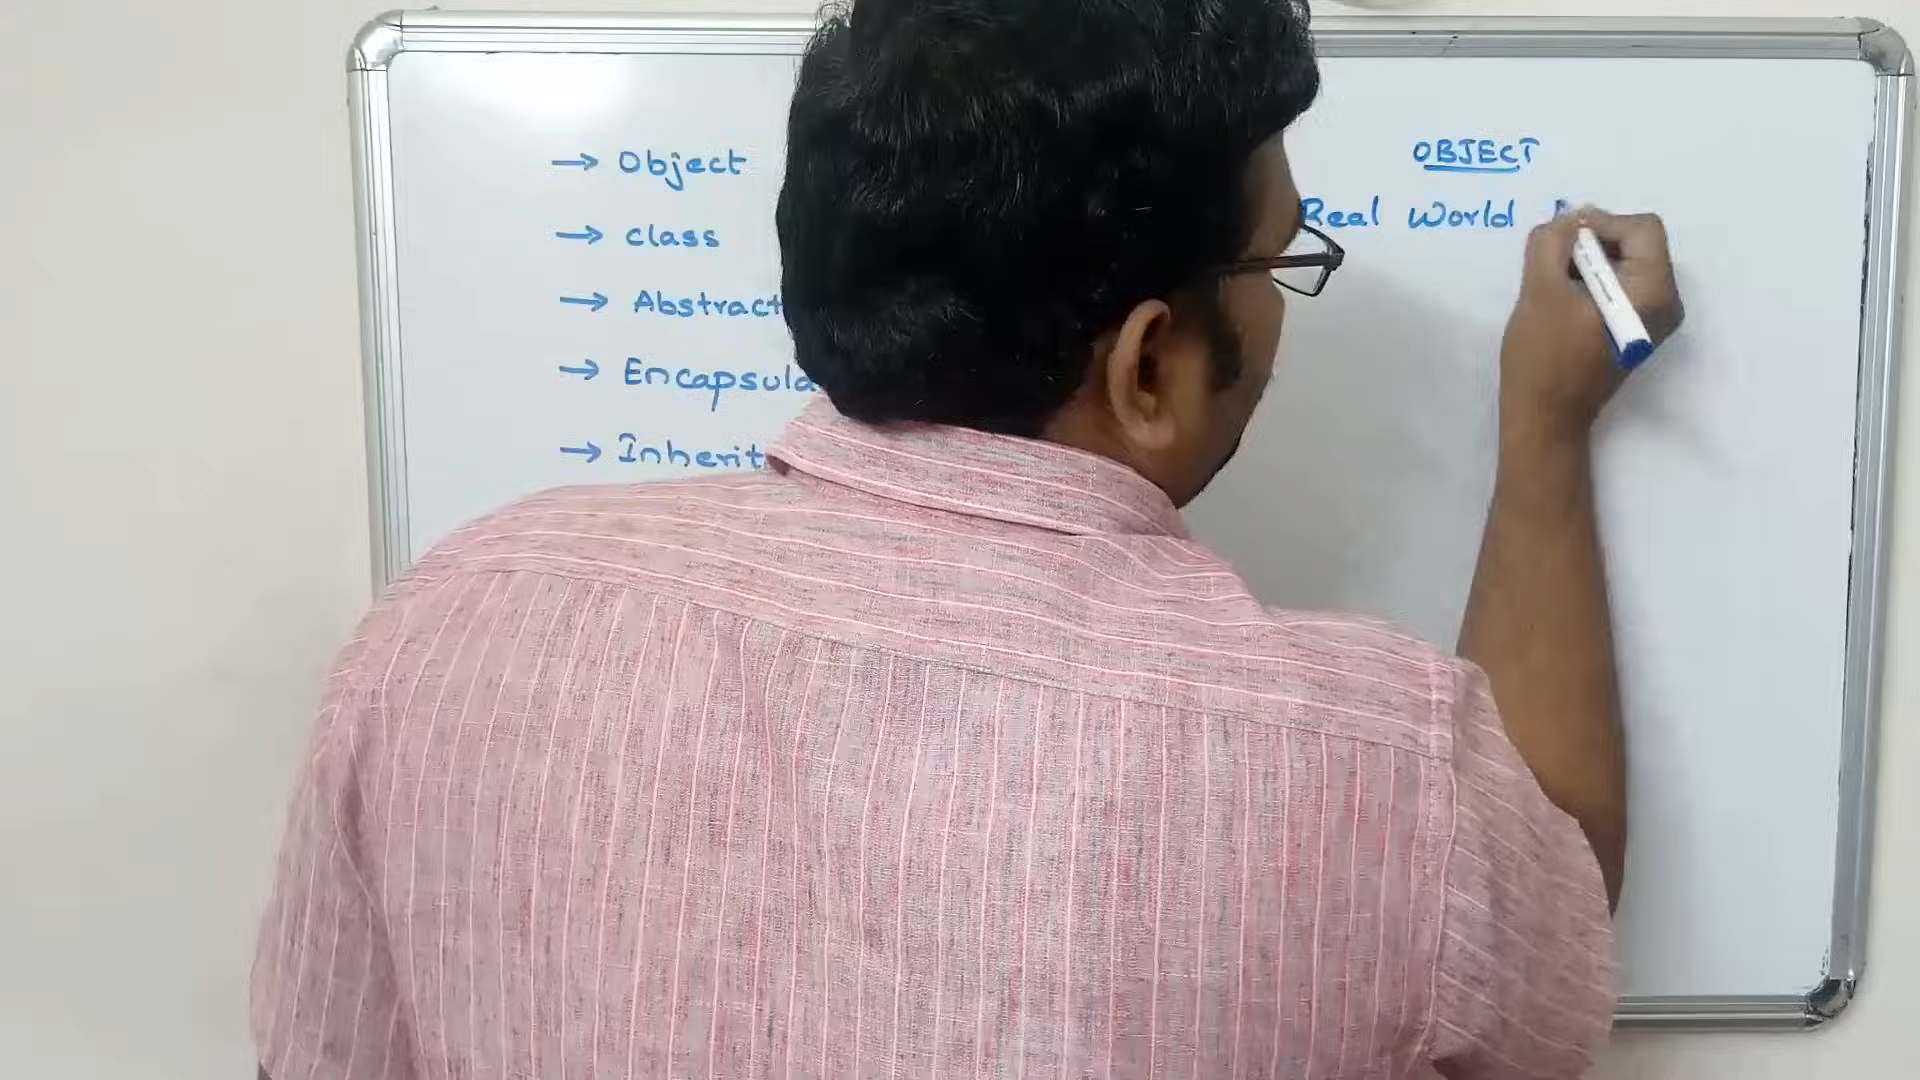 → Object
→ class
→ Abstract
→ Encapsula
→ Inherit
OBJECT
Real World